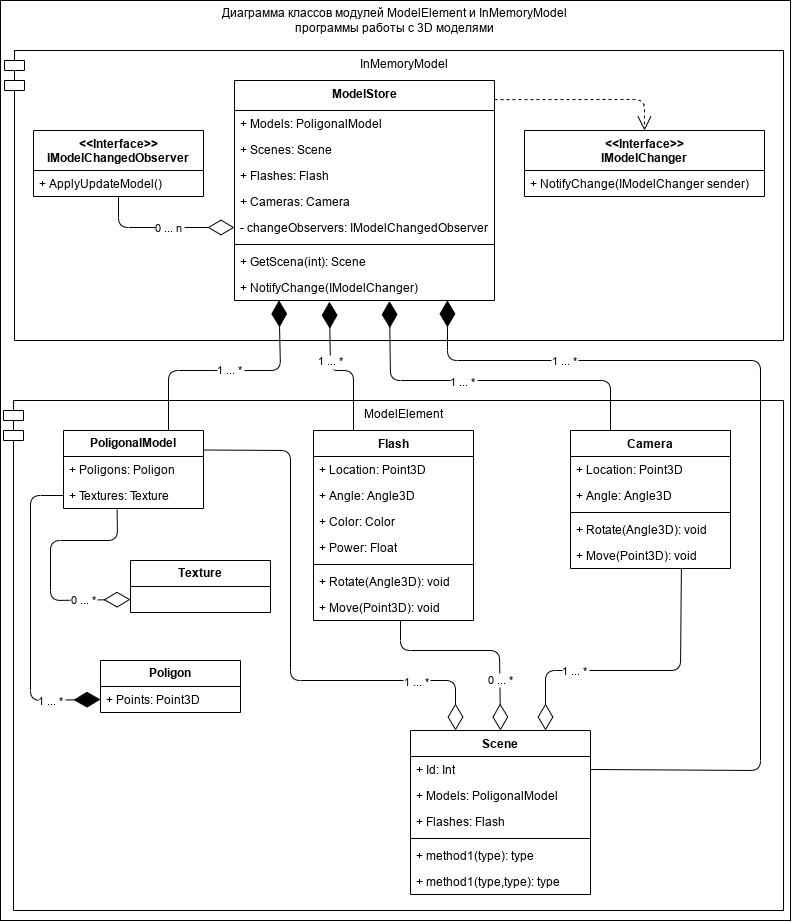 Диаграмма классов модулей ModelElement и InMemoryModel
программы работы с 3D моделями
InMemoryModel
ModelStore
+ Models: PoligonalModel
+ Scenes: Scene
+ Flashes: Flash
+ Cameras: Camera
- changeObservers: IModelChangedObserver
+ GetScena(int): Scene
+ NotifyChange(IModelChanger)
<<Interface>>
IModelChangedObserver
+ ApplyUpdateModel()
<<Interface>>
IModelChanger
+ NotifyChange(IModelChanger sender)
0 ... n
1 ... *
1 ... *
1 ... *
1 ... *
ModelElement
PoligonalModel
+ Poligons: Poligon
+ Textures: Texture
Flash
+ Location: Point3D
+ Angle: Angle3D
+ Color: Color
+ Power: Float
+ Rotate(Angle3D): void
+ Move(Point3D): void
Camera
+ Location: Point3D
+ Angle: Angle3D
+ Rotate(Angle3D): void
+ Move(Point3D): void
Texture
0 ... *
Poligon
+ Points: Point3D
1 ... *
1 ... *
0 ... *
1 ... *
Scene
+ Id: Int
+ Models: PoligonalModel
+ Flashes: Flash
+ method1(type): type
+ method1(type,type): type